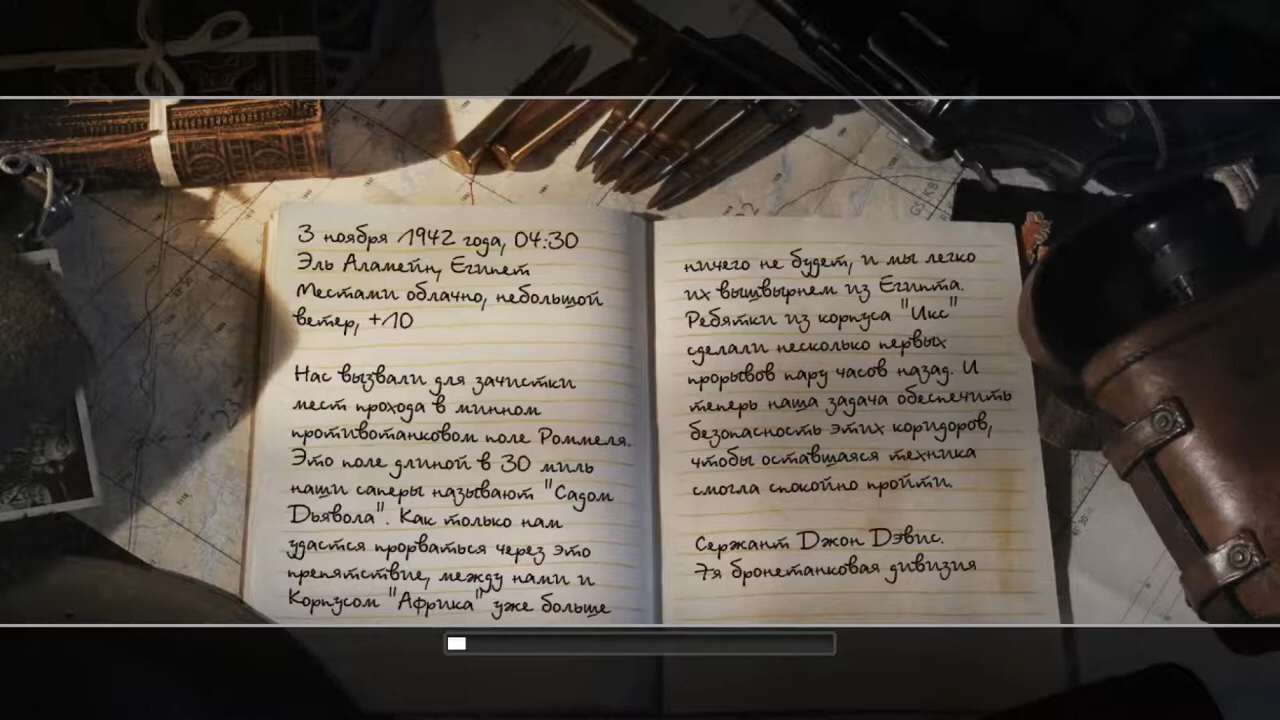 3 ноября 1942 года, 04:30
Эль Аламейн, Египет
Местами облачно, небольшой
ветер, +10
Нас вызвали для зачистки
мест прохода в минном
противотанковом поле Роммеля.
Это поле длиной в 30 миль
наши саперы называют "Садом
Дьявола". Как только нам
удастся прорваться через это
препятствие, между нами и
Корпусом "Африка" уже больше
ничего не будет, и мы легко
их вышвырнем из Египта.
Ребятки из корпуса "Икс"
сделали несколько первых
прорывов пару часов назад. И
теперь наша задача обеспечить
безопасность этих коридоров,
чтобы оставшаяся техника
смогла спокойно пройти.
Сержант Джон Дэвис.
7я бронетанковая дивизия